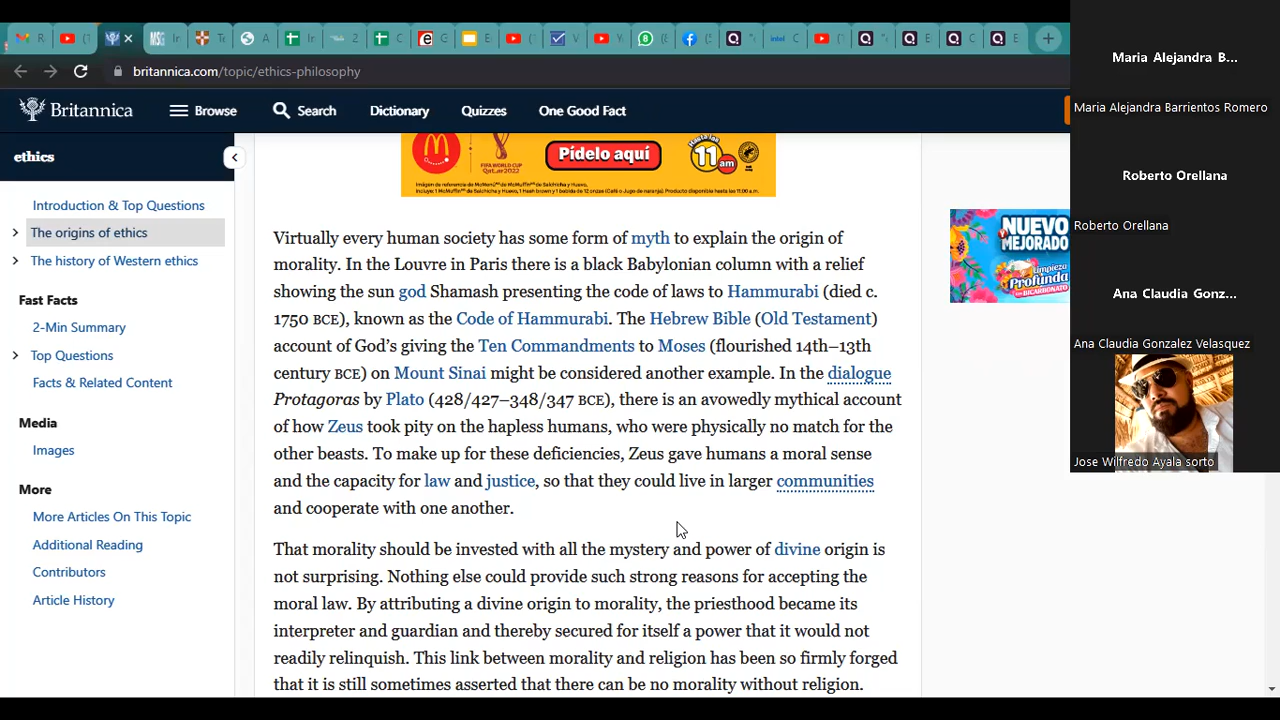 britannica.com/topic/ethics-philosophy
Britannica
Browse
Search
Dictionary
Quizzes
One Good Fact
ethics
Introduction & Top Questions
The origins of ethics
The history of Western ethics
Fast Facts
2-Min Summary
Top Questions
Facts & Related Content
Media
Images
More
More Articles On This Topic
Additional Reading
Contributors
Article History
FIFA WORLD CUP
Qatar2022
Pídelo aquí
Hasta las
11am
Virtually every human society has some form of myth to explain the origin of
morality. In the Louvre in Paris there is a black Babylonian column with a relief
showing the sun god Shamash presenting the code of laws to Hammurabi (died c.
1750 BCE), known as the Code of Hammurabi. The Hebrew Bible (Old Testament)
account of God’s giving the Ten Commandments to Moses (flourished 14th–13th
century BCE) on Mount Sinai might be considered another example. In the dialogue
Protagoras by Plato (428/427–348/347 BCE), there is an avowedly mythical account
of how Zeus took pity on the hapless humans, who were physically no match for the
other beasts. To make up for these deficiencies, Zeus gave humans a moral sense
and the capacity for law and justice, so that they could live in larger communities
and cooperate with one another.
That morality should be invested with all the mystery and power of divine origin is
not surprising. Nothing else could provide such strong reasons for accepting the
moral law. By attributing a divine origin to morality, the priesthood became its
interpreter and guardian and thereby secured for itself a power that it would not
readily relinquish. This link between morality and religion has been so firmly forged
that it is still sometimes asserted that there can be no morality without religion.
NUEVO
MEJORADO
Limpieza
Profunda
con BICARBONATO
Maria Alejandra B...
Maria Alejandra Barrientos Romero
Roberto Orellana
Roberto Orellana
Ana Claudia Gonz...
Ana Claudia Gonzalez Velasquez
Jose Wilfredo Ayala sorto